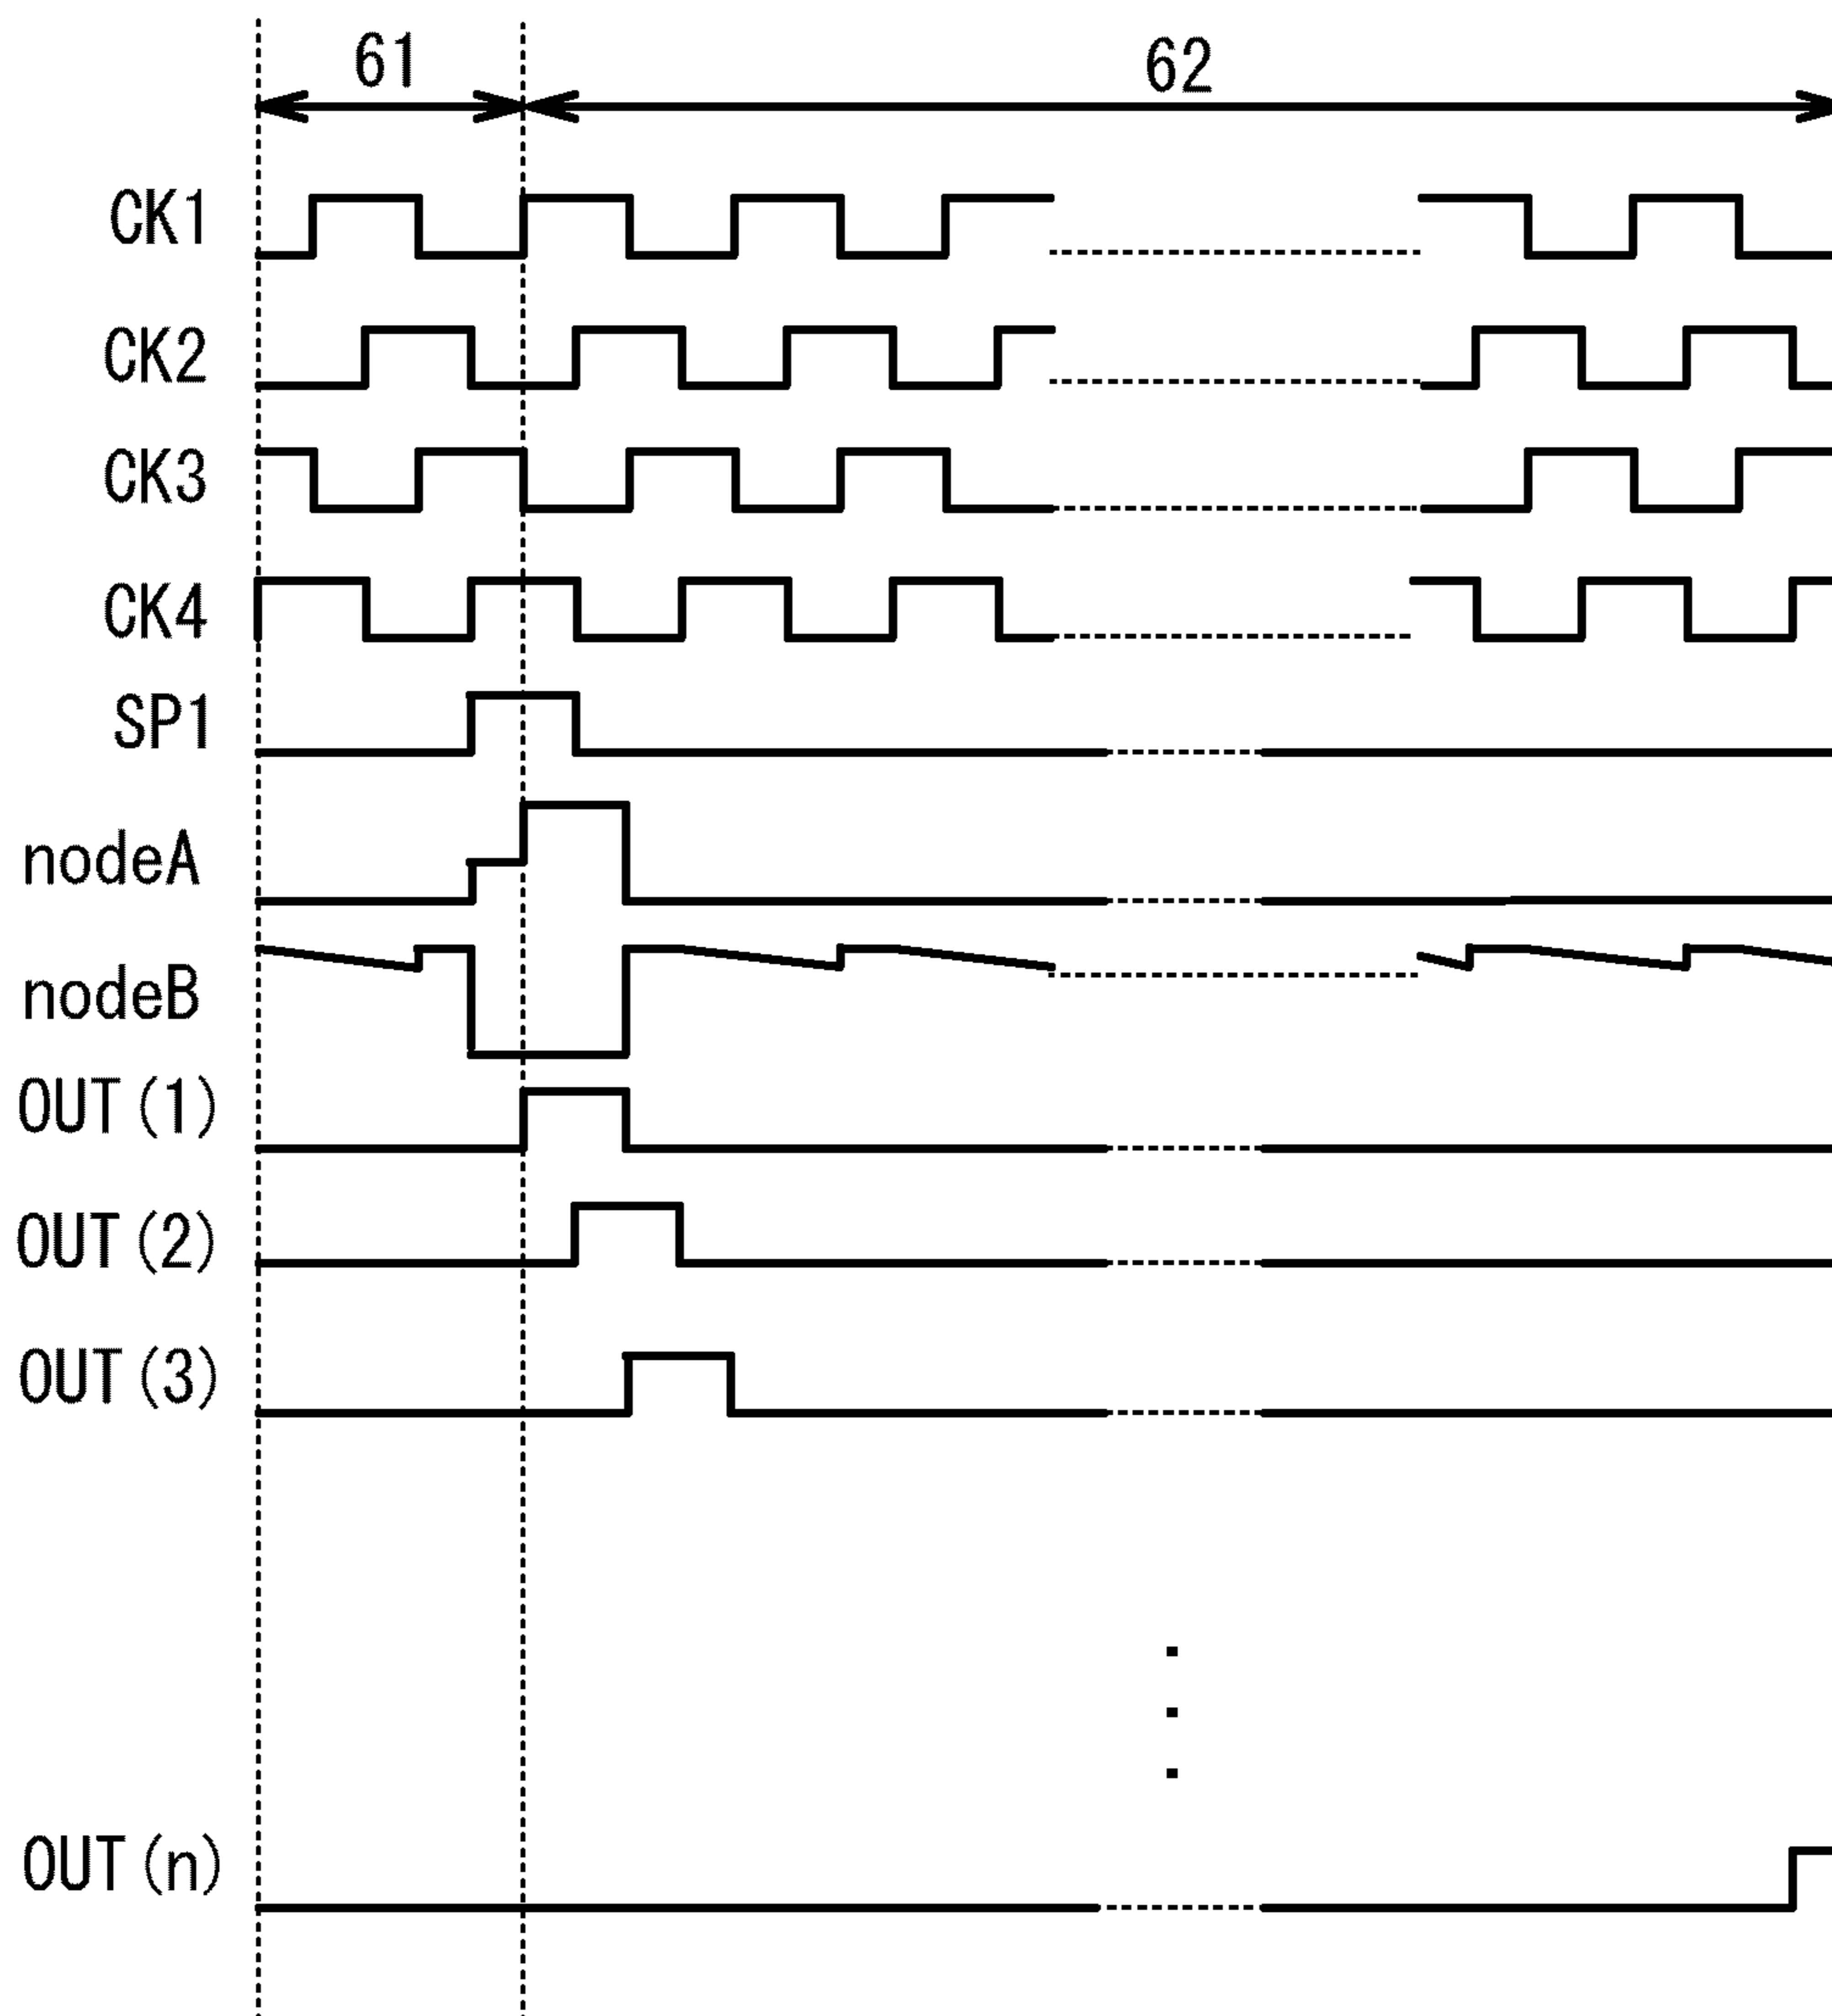 61 62
CK1
CK2
CK3
CK4
SP1
nodeA
nodeB
OUT(1)
OUT(2)
OUT(3)
OUT(n)